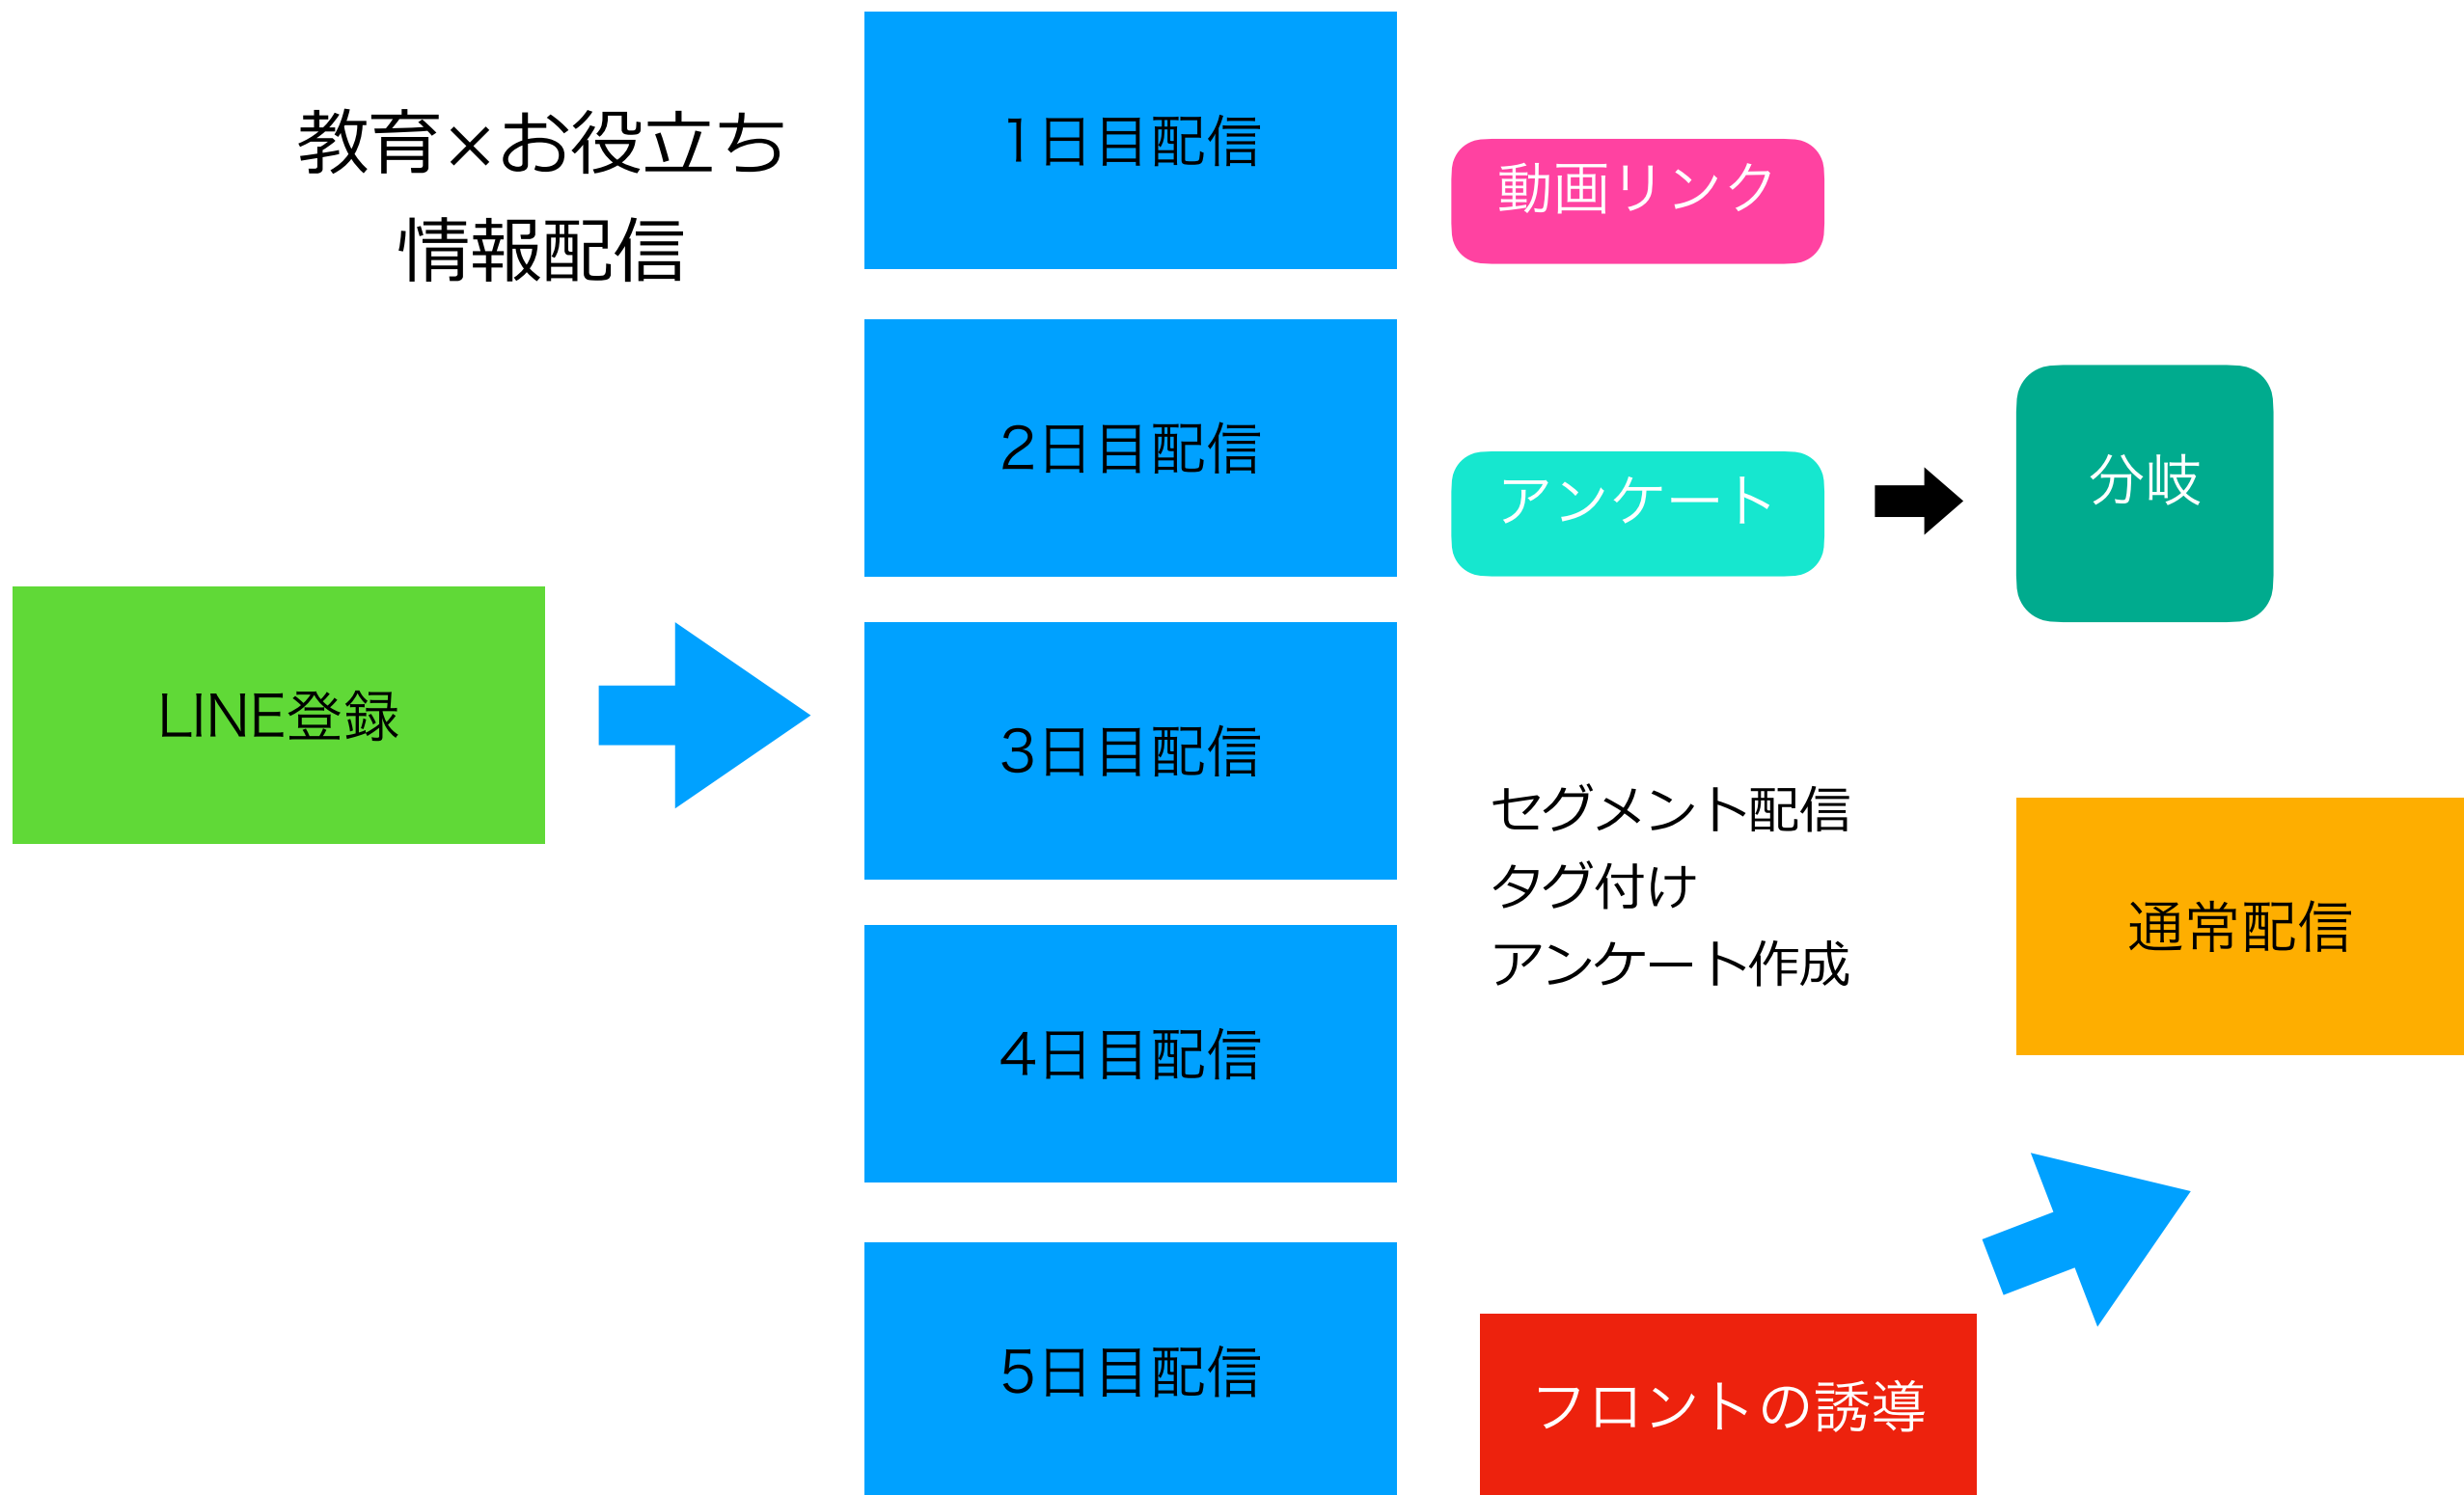 教育×お役立ち
情報配信
LINE登録
1日目配信
動画リンク
2日目配信
アンケート
分岐
3日目配信
セグメント配信
タグ付け
アンケート作成
4日目配信
通常配信
5日目配信
フロントの誘導